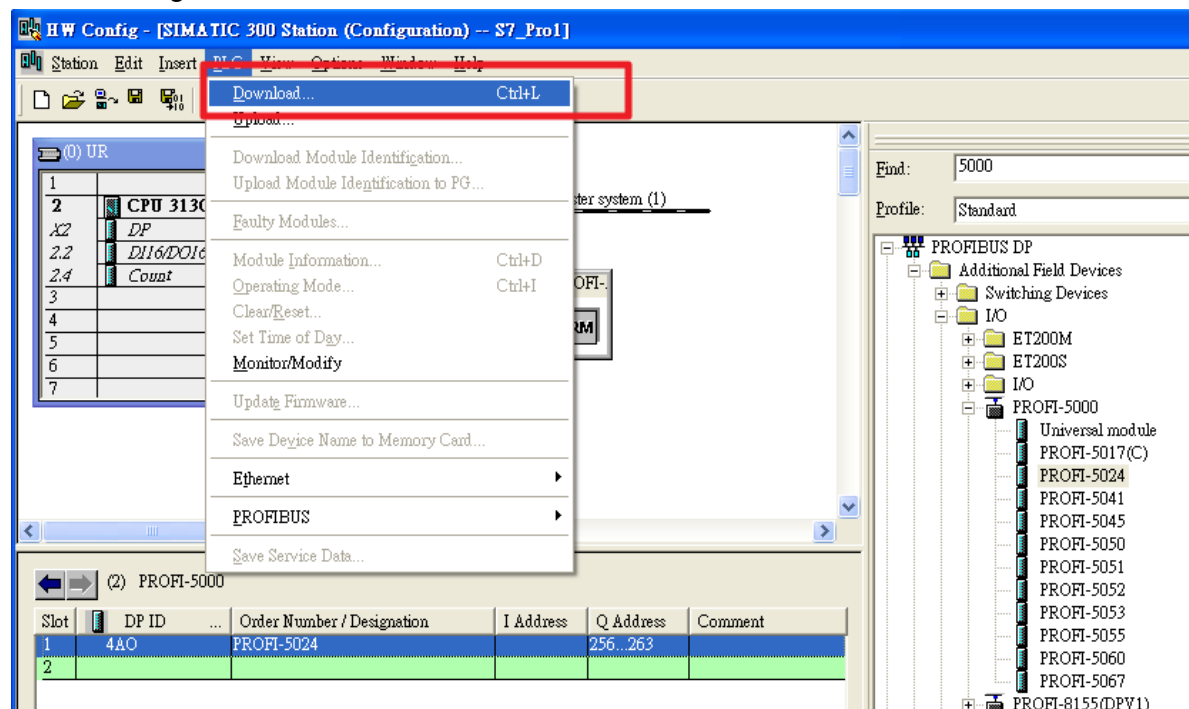 HW Config - [SIMATIC 300 Station (Configuration) -- S7_Pro1]
Station Edit Insert PLC View Options Window Help
Download... Ctrl+L
Upload...
Download Module Identification...
Upload Module Identification to PG...
Faulty Modules...
Module Information... Ctrl+D
Operating Mode... Ctrl+I
Clear/Reset...
Set Time of Day...
Monitor/Modify
Update Firmware...
Save Device Name to Memory Card...
Ethernet
PROFIBUS
Save Service Data...
(0) UR
1
2 CPU 313C
X2 DP
2.2 DI16/DO16
2.4 Count
3
4
5
6
7
ster system (1)
OFI-.
RM
Find: 5000
Profile: Standard
PROFIBUS DP
Additional Field Devices
Switching Devices
I/O
ET200M
ET200S
I/O
PROFI-5000
Universal module
PROFI-5017(C)
PROFI-5024
PROFI-5041
PROFI-5045
PROFI-5050
PROFI-5051
PROFI-5052
PROFI-5053
PROFI-5055
PROFI-5060
PROFI-5067
PROFI-8155(DPV1)
(2) PROFI-5000
Slot DP ID ... Order Number / Designation I Address Q Address Comment
1 4AO PROFI-5024 256...263
2